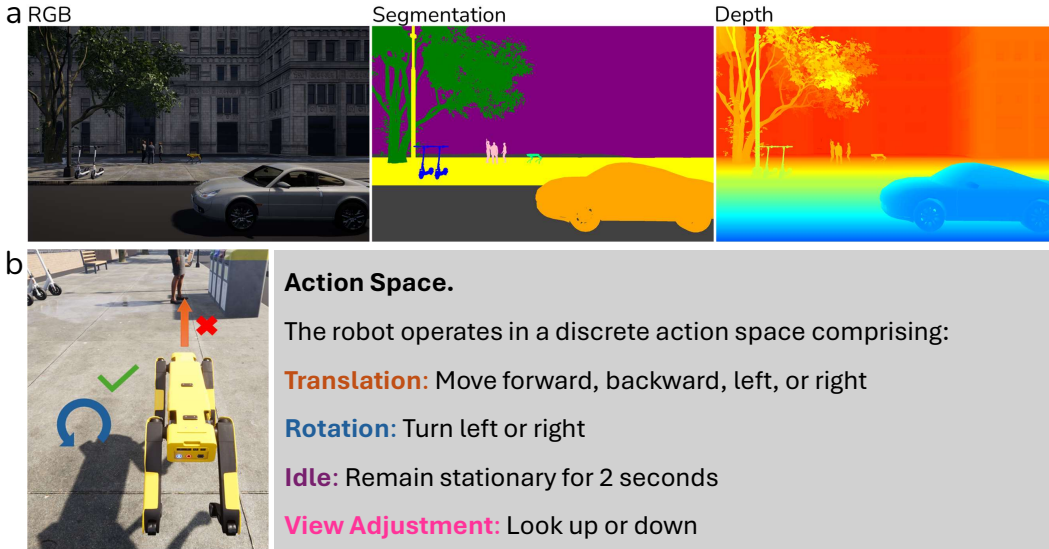 a RGB Segmentation Depth
b
Action Space.
The robot operates in a discrete action space comprising:
Translation: Move forward, backward, left, or right
Rotation: Turn left or right
Idle: Remain stationary for 2 seconds
View Adjustment: Look up or down